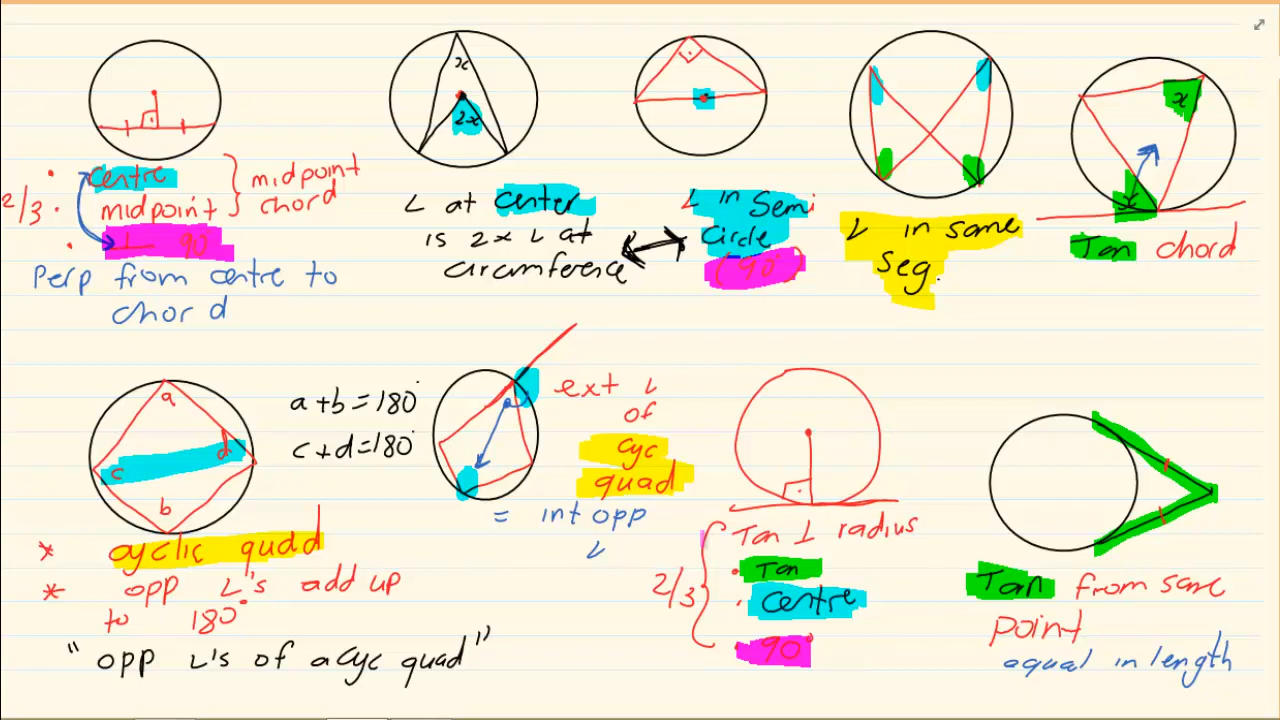 x
2x
x
x
2/3
• Centre
• midpoint
• ⊥ 90
midpoint
chord
Perp from centre to
chord
∠ at center
is 2x ∠ at
circumference
∠ in Semi
Circle
(90°)
∠ in same
seg.
Tan chord
a
c
d
b
a+b=180°
c+d=180°
* cyclic quad
* opp ∠'s add up
to 180°
"opp ∠'s of a cyc quad"
a
ext ∠
of
cyc
quad
= int opp
∠
Tan ⊥ radius
2/3
• Tan
• Centre
• 90°
Tan from same
point
equal in length